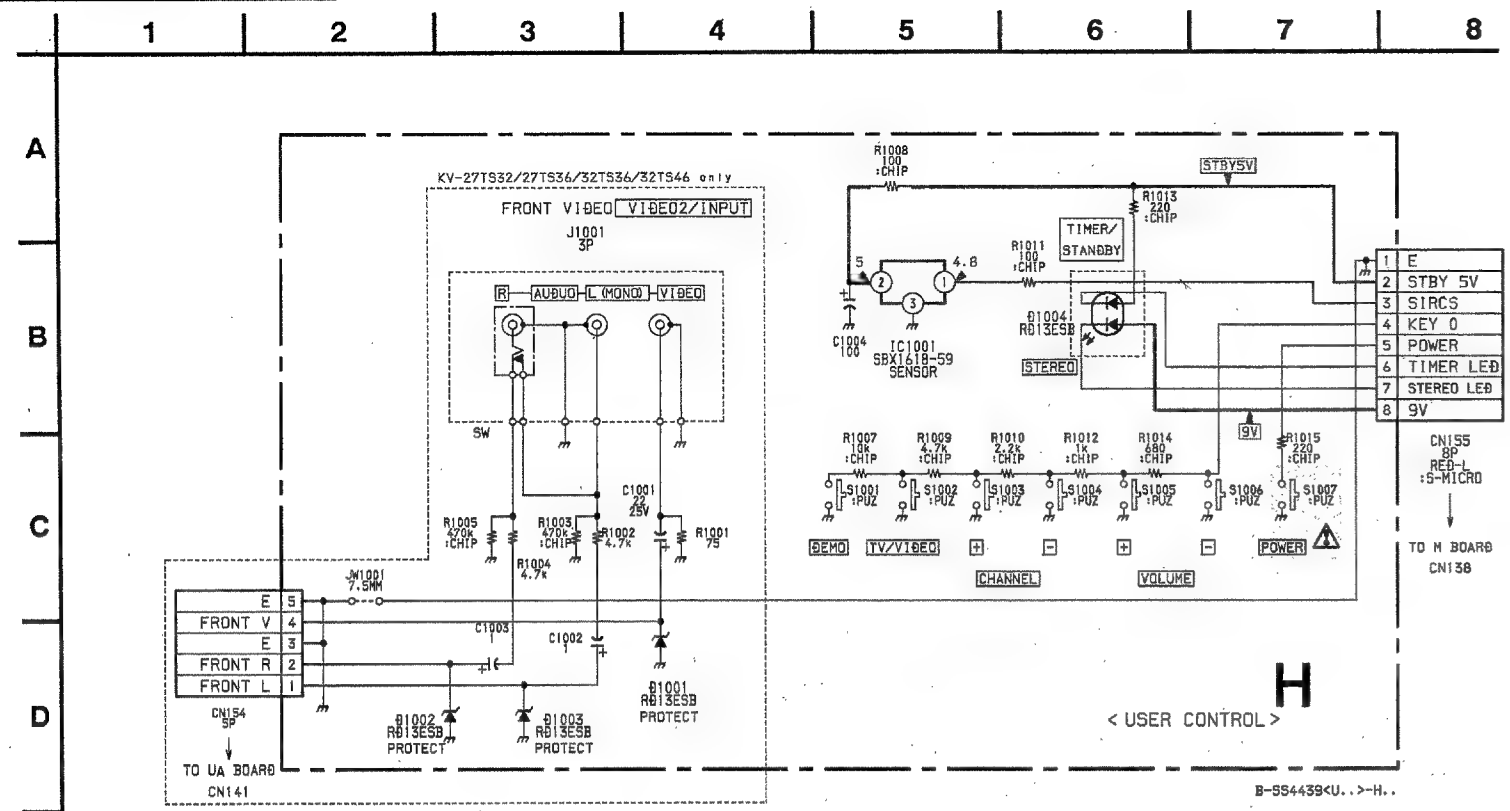 1 2 3 4 5 6 7 8
A
B
C
D
KV-27TS32/27TS36/32TS36/32TS46 only
FRONT VIDEO VIDEO2/INPUT
J1001
3P
R AUDUO L (MONO) VIDEO
SW
R1005
470k
:CHIP
R1004
4.7k
R1003
470k
:CHIP
R1002
4.7k
C1001
22
25V
R1001
75
JW1001
7.5MM
E 5
FRONT V 4
E 3
FRONT R 2
FRONT L 1
CN154
5P
TO UA BOARD
CN141
C1003
1
C1002
1
D1002
RD13ESB
PROTECT
D1003
RD13ESB
PROTECT
D1001
RD13ESB
PROTECT
R1008
100
:CHIP
STBY5V
R1013
220
:CHIP
TIMER/
STANDBY
R1011
100
:CHIP
5
4.8
2
1
3
C1004
100
IC1001
SBX1618-59
SENSOR
D1004
RD13ESB
STEREO
1 E
2 STBY 5V
3 SIRCS
4 KEY 0
5 POWER
6 TIMER LED
7 STEREO LED
8 9V
9V
CN155
8P
RED-L
:S-MICRO
TO M BOARD
CN138
R1007
10k
:CHIP
R1009
4.7k
:CHIP
R1010
2.2k
:CHIP
R1012
1k
:CHIP
R1014
680
:CHIP
R1015
220
:CHIP
S1001
:PUZ
S1002
:PUZ
S1003
:PUZ
S1004
:PUZ
S1005
:PUZ
S1006
:PUZ
S1007
:PUZ
DEMO TV/VIDEO + - + - POWER
CHANNEL VOLUME
H
< USER CONTROL >
B-SS4439<U..>-H..